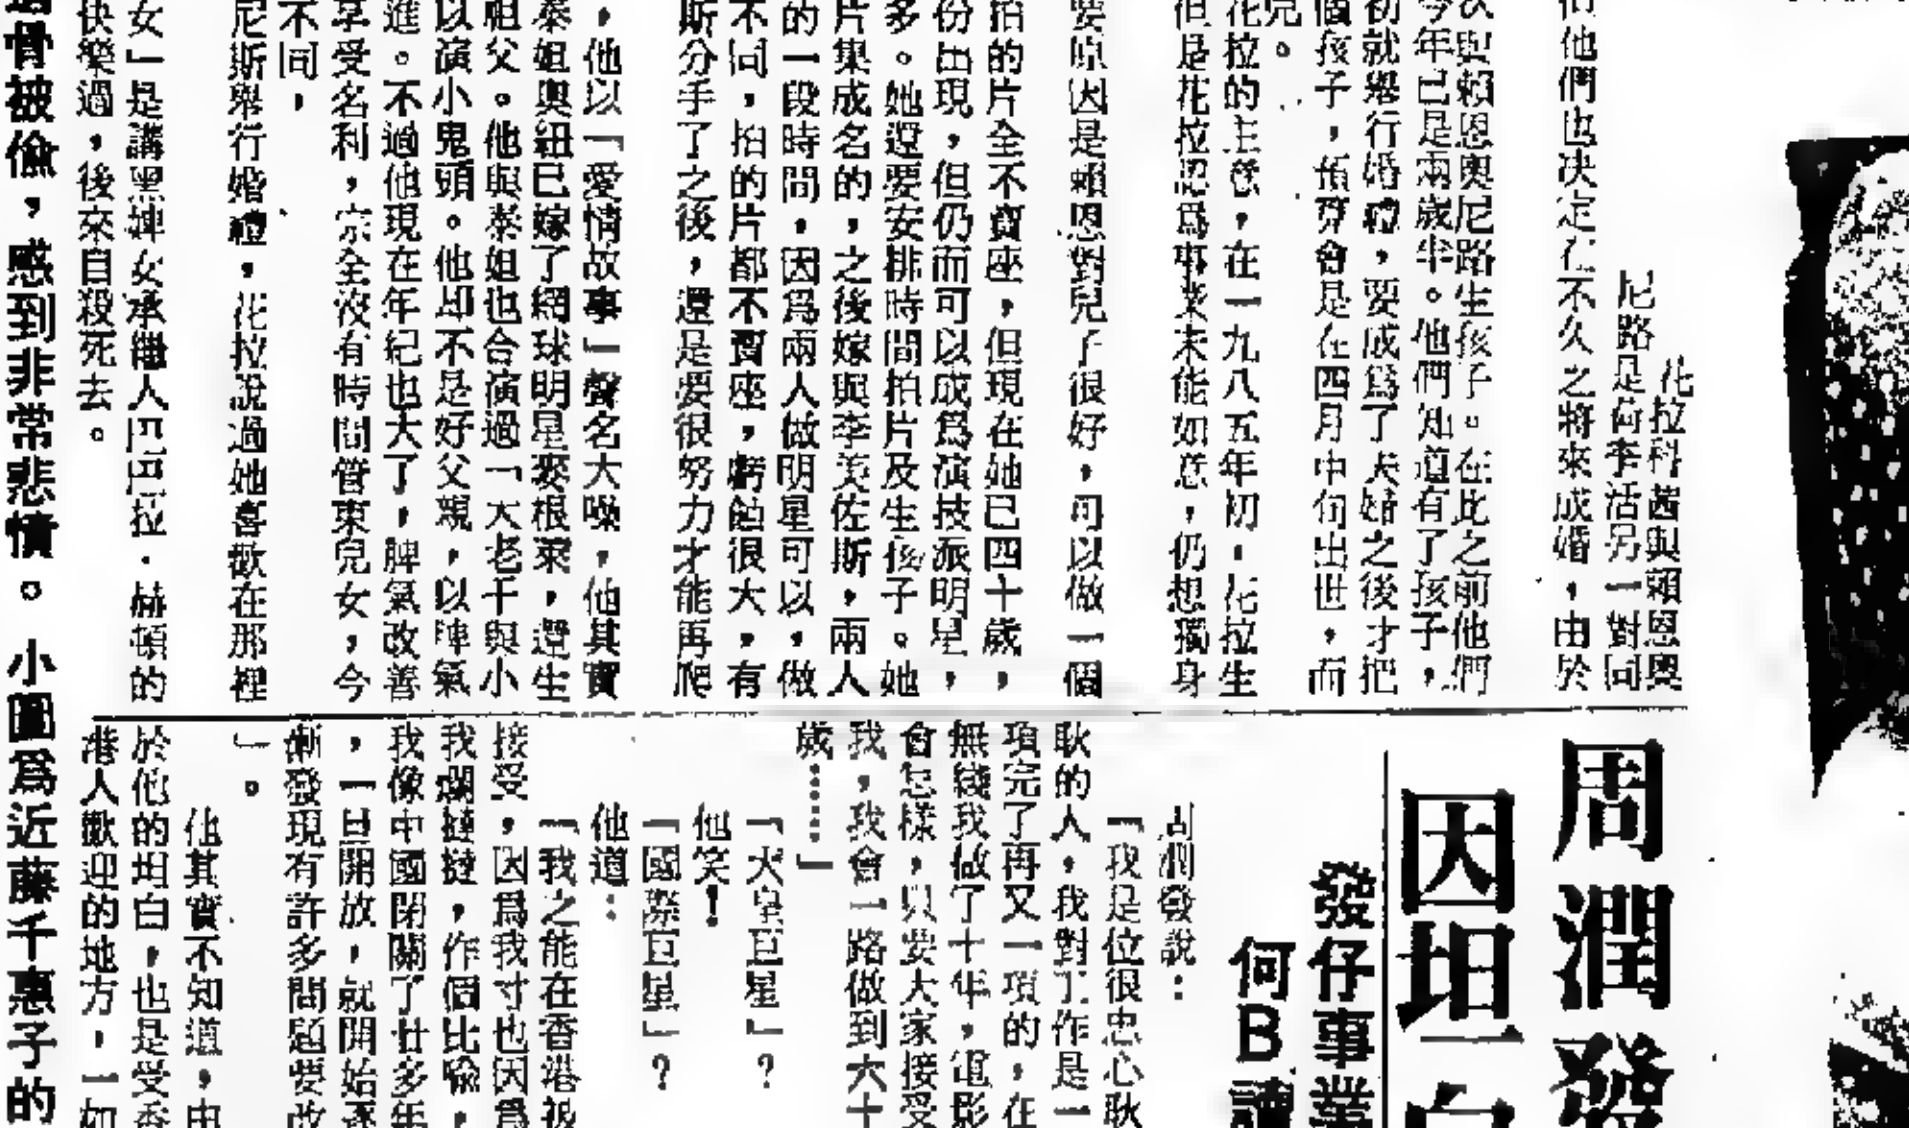 花拉科茜與賴恩奧
尼路是荷李活另一對同
他們也决定在不久之將來成婚,由於
與賴恩奧尼路生孩子。在此之前他們
今年已是兩歲半。他們知道有了孩子,
初就舉行婚禮,要成爲了夫婦之後才把
個孩子,預算會是在四月中旬出世,而
兒。
花拉的主意,在一九八五年初,花拉生
但是花拉認爲事業未能如意,仍想獨身
要原因是賴恩對兒子很好,可以做一個
拍的片全不賣座,但現在她已四十歲,
份出現,但仍而可以成爲演技派明星,
多。她還要安排時間拍片及生孩子。她
片集成名的,之後嫁與李美佐斯,兩人
的一段時間,因爲兩人做明星可以,做
不同,拍的片都不賣座,虧蝕很大,有
斯分手了之後,還是要很努力才能再爬
,他以「愛情故事」聲名大噪,他其實
泰姐與紐已嫁了網球明星麥根萊,還生
祖父。他與泰姐也合演過「大老千與小
以演小鬼頭。他却不是好父親,以脾氣
進。不過他現在年紀也大了,脾氣改善
享受名利,完全沒有時間管束兒女,今
不同,
尼斯舉行婚禮,花拉說過她喜歡在那裡
女」是講黑婢女承繼人巴巴拉.赫頓的
快樂過,後來自殺死去。
骨被偷,感到非常悲憤。小圖爲近藤千惠子的
周潤發
因坦白
發仔事業
何B讀
周潤發說:
「我是位很忠心耿
耿的人,我對工作是一
項完了再又一項的,在
無綫我做了十年,電影
會怎樣,只要大家接受
我,我會一路做到六十
歲……」
「大皇巨星」?
他笑!
「國際巨星」?
他道:
「我之能在香港被
接受,因爲我才也因爲
我爛撻撻,作個比喻,
我像中國閉關了廿多年
,一旦開放,就開始逐
漸發現有許多問題要改
」。
他其實不知道,由
於他的坦白,也是受香
港人歡迎的地方,一如